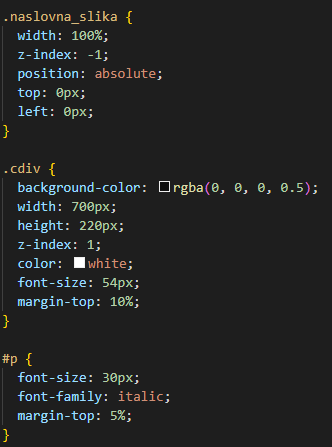 .naslovna_slika {
width: 100%;
z-index: -1;
position: absolute;
top: 0px;
left: 0px;
}
.cdiv {
background-color: rgba(0, 0, 0, 0.5);
width: 700px;
height: 220px;
z-index: 1;
color: white;
font-size: 54px;
margin-top: 10%;
}
#p {
font-size: 30px;
font-family: italic;
margin-top: 5%;
}